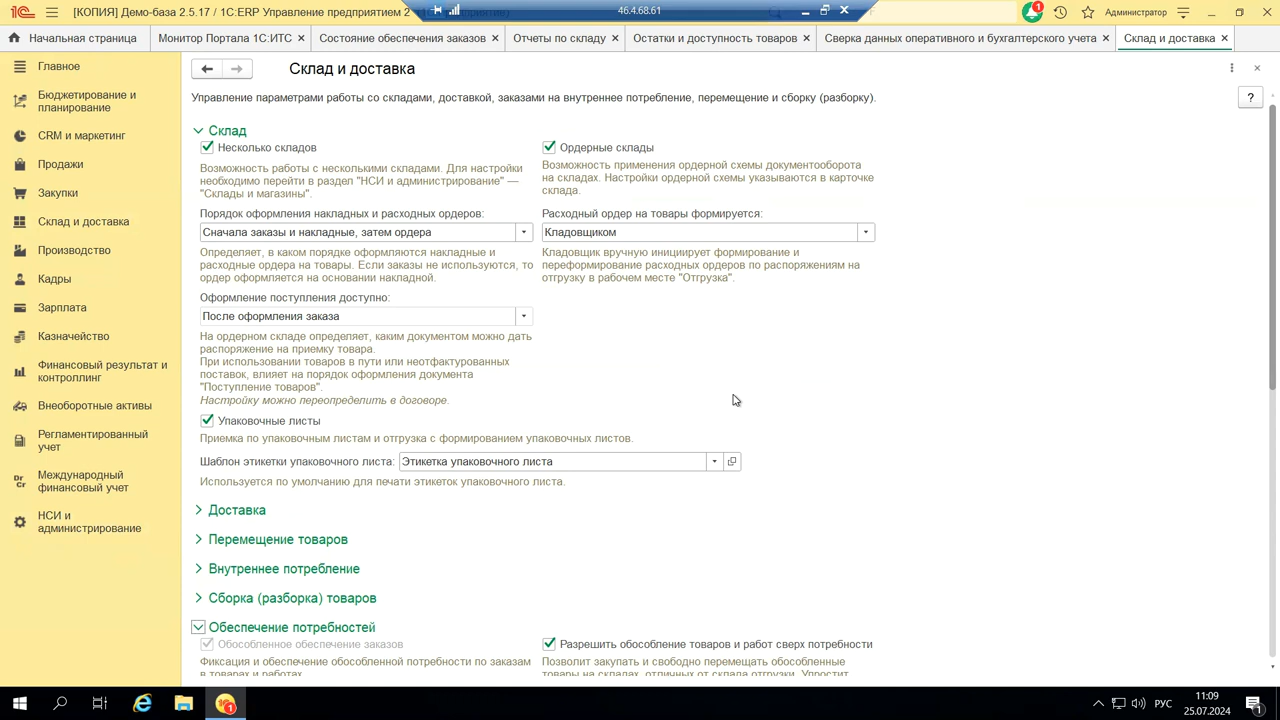 [КОПИЯ] Демо-база 2.5.17 / 1С:ERP Управление предприятием 2
46.4.68.61
1
Администратор
Начальная страница
Монитор Портала 1С:ИТС ×
Состояние обеспечения заказов ×
Отчеты по складу ×
Остатки и доступность товаров ×
Сверка данных оперативного и бухгалтерского учета ×
Склад и доставка ×
Главное
Бюджетирование и
планирование
CRM и маркетинг
Продажи
Закупки
Склад и доставка
Производство
Кадры
Зарплата
Казначейство
Финансовый результат и
контроллинг
Внеоборотные активы
Регламентированный
учет
Международный
финансовый учет
НСИ и
администрирование
Склад и доставка
Управление параметрами работы со складами, доставкой, заказами на внутреннее потребление, перемещение и сборку (разборку).
?
Склад
Несколько складов
Возможность работы с несколькими складами. Для настройки
необходимо перейти в раздел "НСИ и администрирование" —
"Склады и магазины".
Ордерные склады
Возможность применения ордерной схемы документооборота
на складах. Настройки ордерной схемы указываются в карточке
склада.
Порядок оформления накладных и расходных ордеров:
Сначала заказы и накладные, затем ордера
Определяет, в каком порядке оформляются накладные и
расходные ордера на товары. Если заказы не используются, то
ордер оформляется на основании накладной.
Расходный ордер на товары формируется:
Кладовщиком
Кладовщик вручную инициирует формирование и
переформирование расходных ордеров по распоряжениям на
отгрузку в рабочем месте "Отгрузка".
Оформление поступления доступно:
После оформления заказа
На ордерном складе определяет, каким документом можно дать
распоряжение на приемку товара.
При использовании товаров в пути или неотфактурованных
поставок, влияет на порядок оформления документа
"Поступление товаров".
Настройку можно переопределить в договоре.
Упаковочные листы
Приемка по упаковочным листам и отгрузка с формированием упаковочных листов.
Шаблон этикетки упаковочного листа: Этикетка упаковочного листа
Используется по умолчанию для печати этикеток упаковочного листа.
Доставка
Перемещение товаров
Внутреннее потребление
Сборка (разборка) товаров
Обеспечение потребностей
Обособленное обеспечение заказов
Фиксация и обеспечение обособленной потребности по заказам
в товарах и работах.
Разрешить обособление товаров и работ сверх потребности
Позволит закупать и свободно перемещать обособленные
товары на складах, отличных от склада отгрузки. Упростит
РУС
11:09
25.07.2024
1